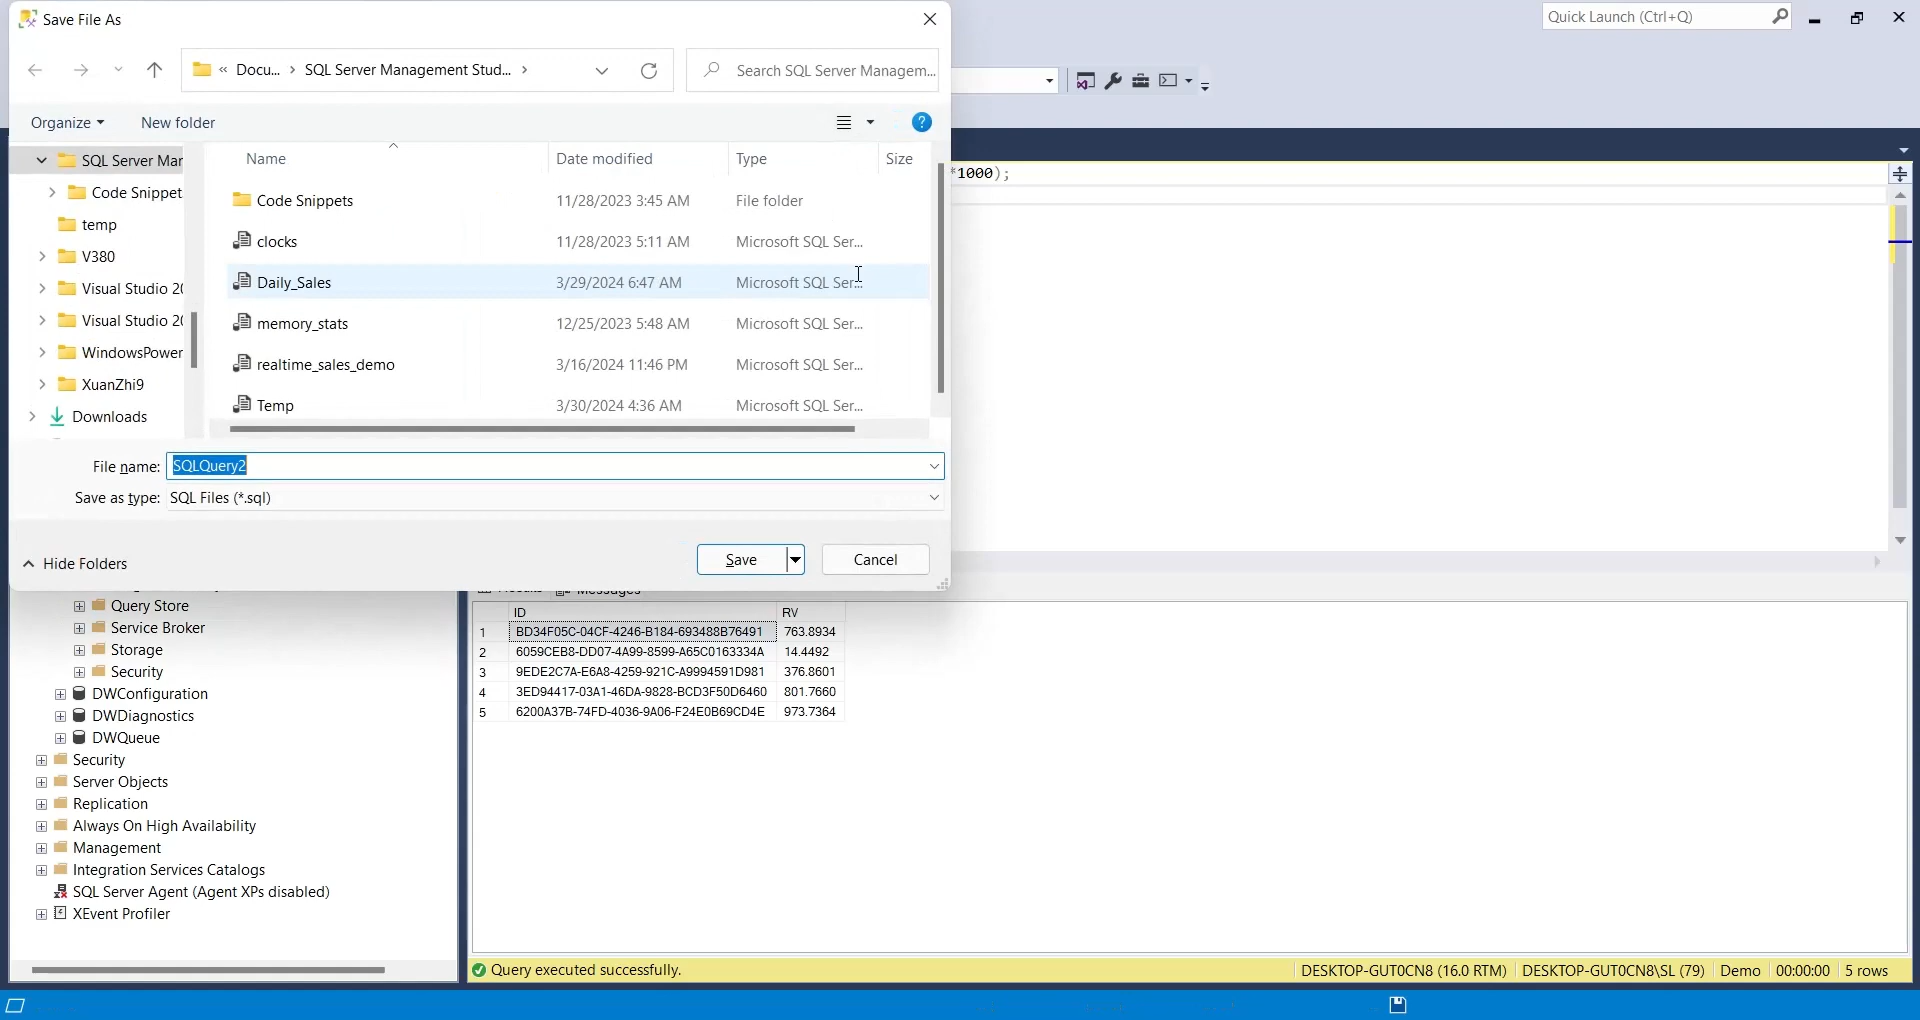 Save File As
Quick Launch (Ctrl+Q)
« Docu... › SQL Server Management Stud... ›
Search SQL Server Managem...
Organize
New folder
Name Date modified Type Size
SQL Server Mar
Code Snippet
temp
V380
Visual Studio 20
Visual Studio 20
WindowsPower
XuanZhi9
Downloads
Code Snippets 11/28/2023 3:45 AM File folder
clocks 11/28/2023 5:11 AM Microsoft SQL Ser...
Daily_Sales 3/29/2024 6:47 AM Microsoft SQL Ser...
memory_stats 12/25/2023 5:48 AM Microsoft SQL Ser...
realtime_sales_demo 3/16/2024 11:46 PM Microsoft SQL Ser...
Temp 3/30/2024 4:36 AM Microsoft SQL Ser...
*1000);
File name: SQLQuery2
Save as type: SQL Files (*.sql)
Hide Folders
Save
Cancel
Query Store
Service Broker
Storage
Security
DWConfiguration
DWDiagnostics
DWQueue
Security
Server Objects
Replication
Always On High Availability
Management
Integration Services Catalogs
SQL Server Agent (Agent XPs disabled)
XEvent Profiler
Messages
ID RV
1 BD34F05C-04CF-4246-B184-693488B76491 763.8934
2 6059CEB8-DD07-4A99-8599-A65C0163334A 14.4492
3 9EDE2C7A-E6A8-4259-921C-A9994591D981 376.8601
4 3ED94417-03A1-46DA-9828-BCD3F50D6460 801.7660
5 6200A37B-74FD-4036-9A06-F24E0B69CD4E 973.7364
Query executed successfully.
DESKTOP-GUT0CN8 (16.0 RTM) DESKTOP-GUT0CN8\SL (79) Demo 00:00:00 5 rows